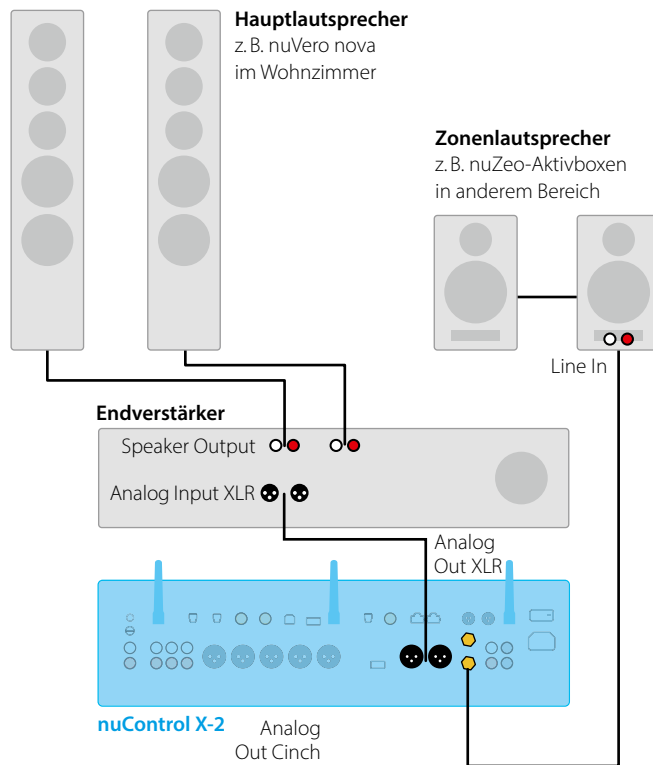 Hauptlautsprecher
z. B. nuVero nova
im Wohnzimmer
Zonenlautsprecher
z. B. nuZeo-Aktivboxen
in anderem Bereich
Line In
Endverstärker
Speaker Output
Analog Input XLR
Analog
Out XLR
nuControl X-2
Analog
Out Cinch